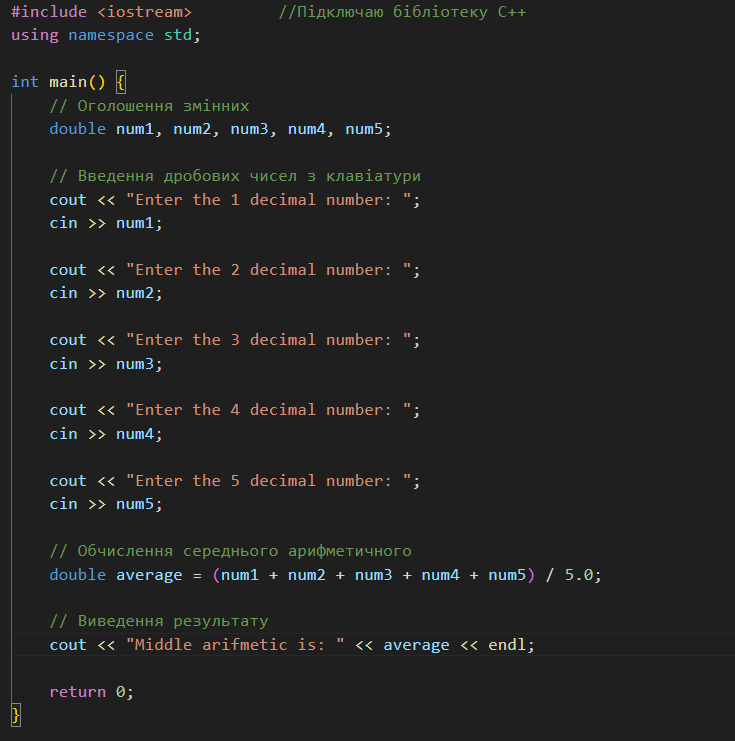 #include <iostream>         //Підключаю бібліотеку C++
using namespace std;
int main() {
    // Оголошення змінних
    double num1, num2, num3, num4, num5;
    // Введення дробових чисел з клавіатури
    cout << "Enter the 1 decimal number: ";
    cin >> num1;
    cout << "Enter the 2 decimal number: ";
    cin >> num2;
    cout << "Enter the 3 decimal number: ";
    cin >> num3;
    cout << "Enter the 4 decimal number: ";
    cin >> num4;
    cout << "Enter the 5 decimal number: ";
    cin >> num5;
    // Обчислення середнього арифметичного
    double average = (num1 + num2 + num3 + num4 + num5) / 5.0;
    // Виведення результату
    cout << "Middle arifmetic is: " << average << endl;
    return 0;
}